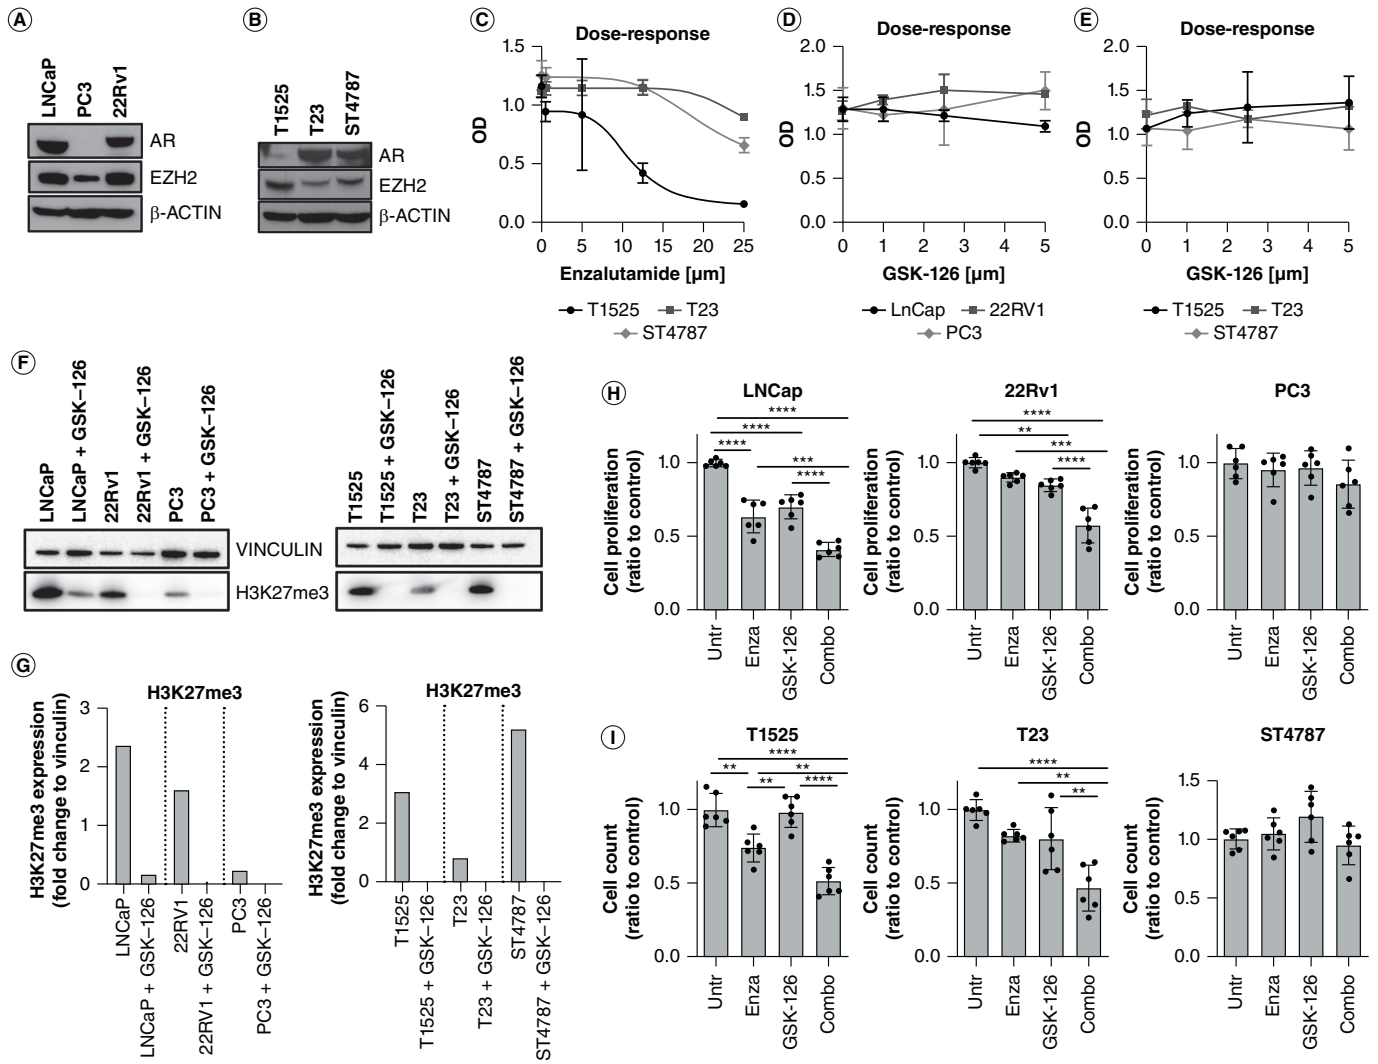 A
LNCaP
PC3
22Rv1
AR
EZH2
β-ACTIN
B
T1525
T23
ST4787
AR
EZH2
β-ACTIN
C
Dose-response
OD
1.5
1.0
0.5
0.0
0 5 10 15 20 25
Enzalutamide [µm]
T1525 T23
ST4787
D
Dose-response
OD
2.0
1.5
1.0
0.5
0.0
0 1 2 3 4 5
GSK-126 [µm]
LnCap 22RV1
PC3
E
Dose-response
OD
2.0
1.5
1.0
0.5
0.0
0 1 2 3 4 5
GSK-126 [µm]
T1525 T23
ST4787
F
LNCaP
LNCaP + GSK–126
22Rv1
22Rv1 + GSK–126
PC3
PC3 + GSK–126
VINCULIN
H3K27me3
T1525
T1525 + GSK–126
T23
T23 + GSK–126
ST4787
ST4787 + GSK–126
G
H3K27me3
H3K27me3 expression
(fold change to vinculin)
3
2
1
0
LNCaP
LNCaP + GSK–126
22RV1
22RV1 + GSK–126
PC3
PC3 + GSK–126
H3K27me3
H3K27me3 expression
(fold change to vinculin)
6
4
2
0
T1525
T1525 + GSK–126
T23
T23 + GSK–126
ST4787
ST4787 + GSK–126
H
LNCap
****
****
****
***
****
Cell proliferation
(ratio to control)
1.0
0.5
0.0
Untr
Enza
GSK-126
Combo
22Rv1
****
**
***
****
Cell proliferation
(ratio to control)
1.0
0.5
0.0
Untr
Enza
GSK-126
Combo
PC3
Cell proliferation
(ratio to control)
1.0
0.5
0.0
Untr
Enza
GSK-126
Combo
I
T1525
****
** **
** ****
Cell count
(ratio to control)
1.0
0.5
0.0
Untr
Enza
GSK-126
Combo
T23
****
**
**
Cell count
(ratio to control)
1.0
0.5
0.0
Untr
Enza
GSK-126
Combo
ST4787
Cell count
(ratio to control)
1.5
1.0
0.5
0.0
Untr
Enza
GSK-126
Combo